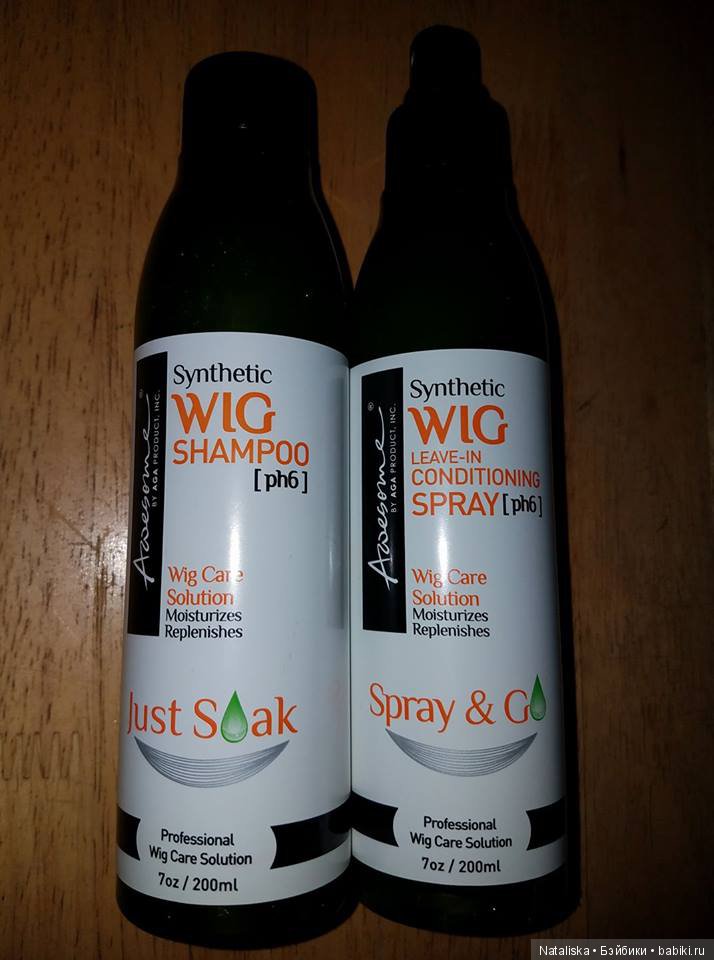 Synthetic
WIG
SHAMPOO
[ph6]
Awesome®
BY AGA PRODUCT, INC.
Wig Care
Solution
Moisturizes
Replenishes
Just Soak
Professional
Wig Care Solution
7oz / 200ml
Synthetic
WIG
LEAVE-IN
CONDITIONING
SPRAY [ph6]
Awesome®
BY AGA PRODUCT, INC.
Wig Care
Solution
Moisturizes
Replenishes
Spray & Go
Professional
Wig Care Solution
7oz / 200ml
Nataliska • Бэйбики • babiki.ru